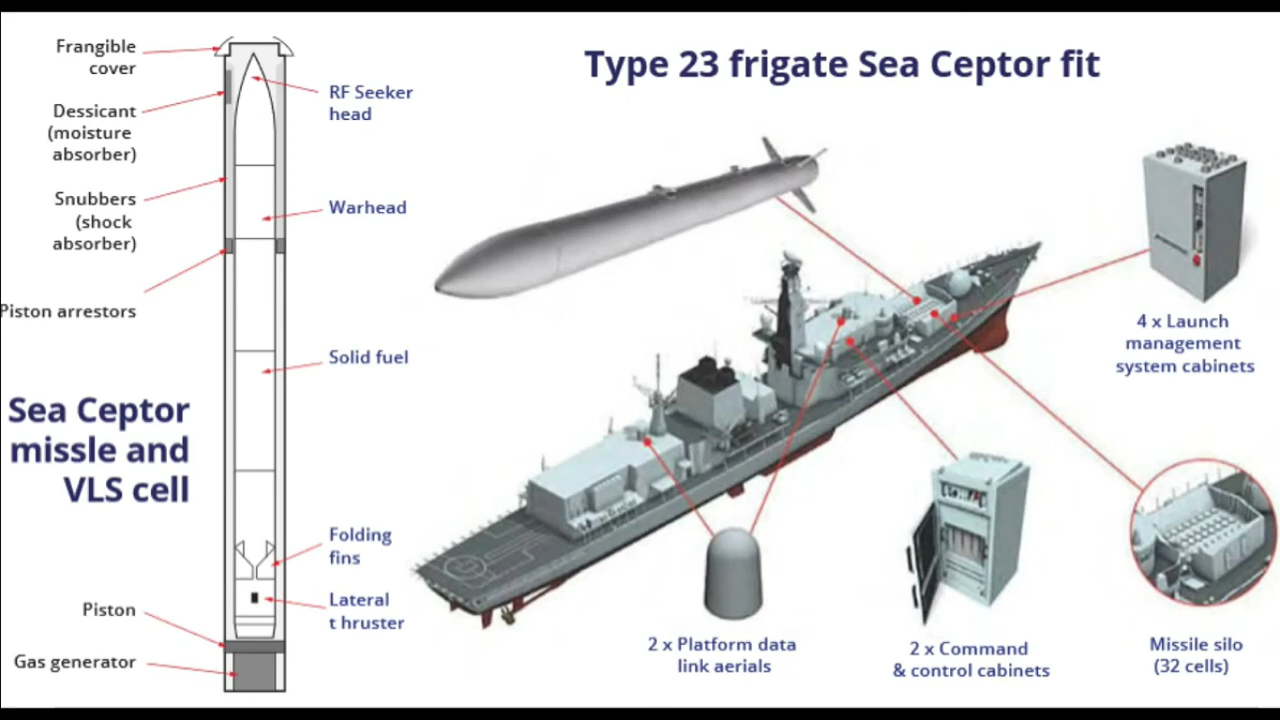 Type 23 frigate Sea Ceptor fit
Frangible
cover
Dessicant
(moisture
absorber)
Snubbers
(shock
absorber)
Piston arrestors
Sea Ceptor
missle and
VLS cell
Piston
Gas generator
RF Seeker
head
Warhead
Solid fuel
Folding
fins
Lateral
t hruster
4 x Launch
management
system cabinets
2 x Platform data
link aerials
2 x Command
& control cabinets
Missile silo
(32 cells)